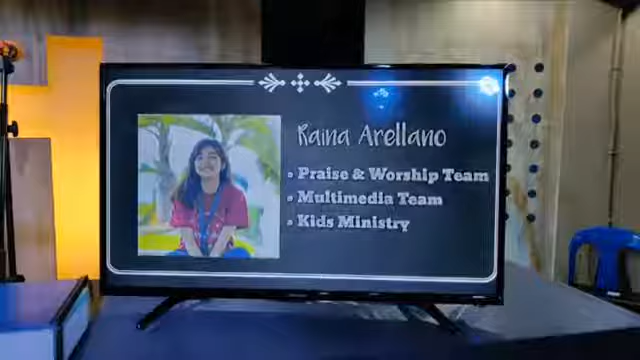 Raina Arellano
Praise & Worship Team
Multimedia Team
Kids Ministry